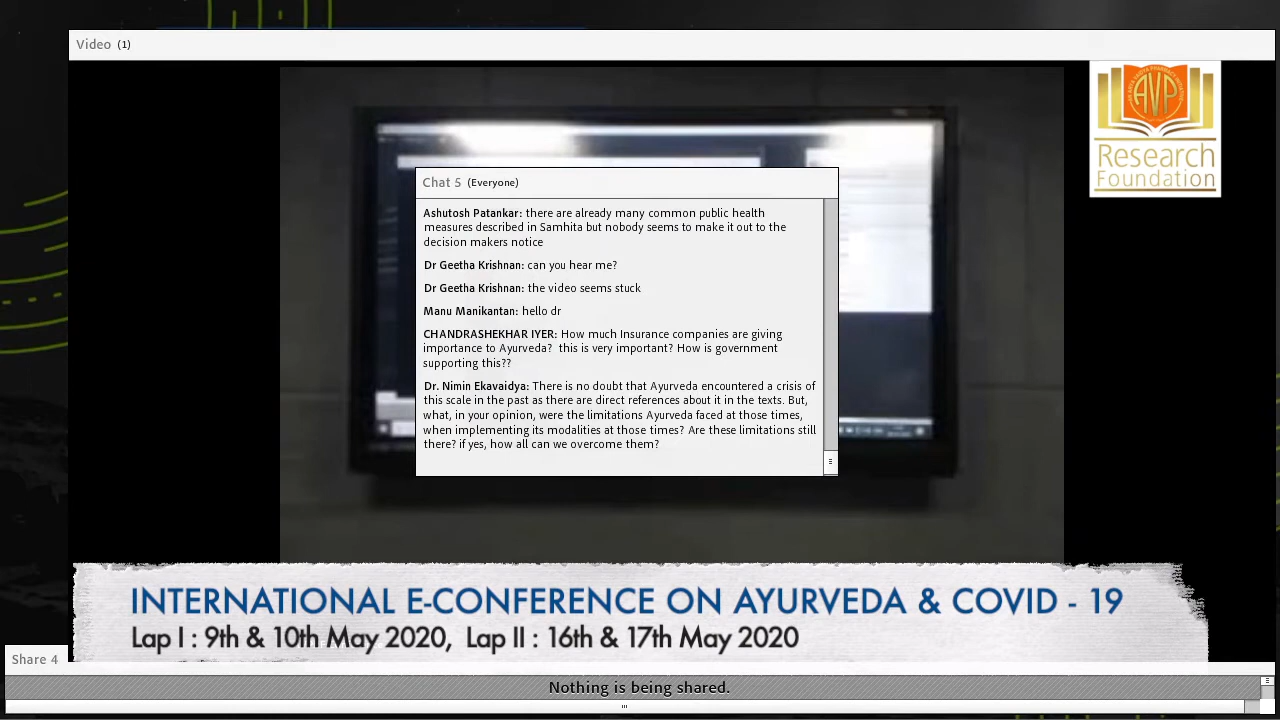 Video (1)
AVP
Research
Foundation
Chat 5 (Everyone)
Ashutosh Patankar: there are already many common public health
measures described in Samhita but nobody seems to make it out to the
decision makers notice
Dr Geetha Krishnan: can you hear me?
Dr Geetha Krishnan: the video seems stuck
Manu Manikantan: hello dr
CHANDRASHEKHAR IYER: How much Insurance companies are giving
importance to Ayurveda?  this is very important? How is government
supporting this??
Dr. Nimin Ekavaidya: There is no doubt that Ayurveda encountered a crisis of
this scale in the past as there are direct references about it in the texts. But,
what, in your opinion, were the limitations Ayurveda faced at those times,
when implementing its modalities at those times? Are these limitations still
there? if yes, how all can we overcome them?
INTERNATIONAL E-CONFERENCE ON AYURVEDA & COVID - 19
Lap I : 9th & 10th May 2020,  Lap II : 16th & 17th May 2020
Share 4
Nothing is being shared.